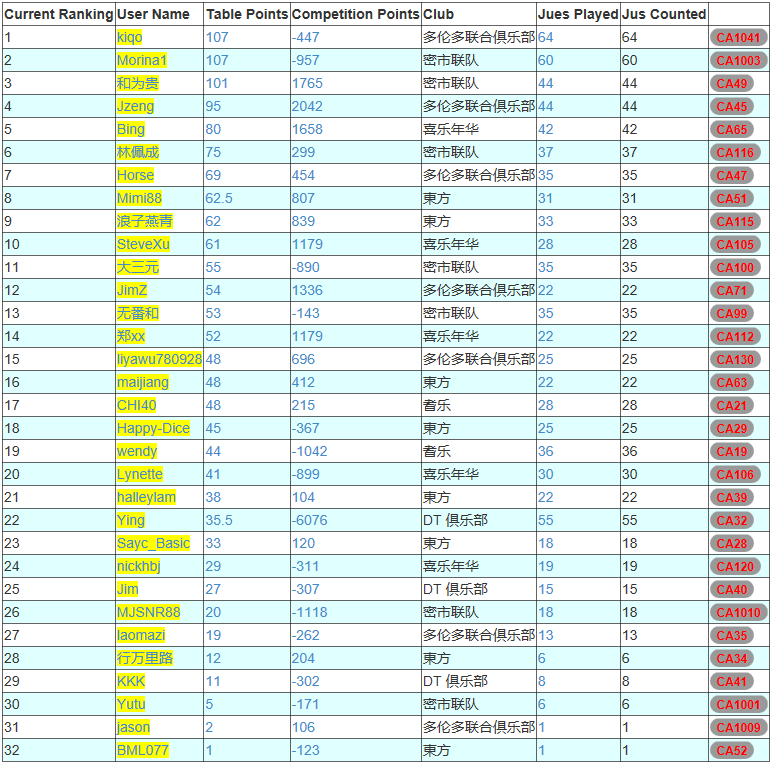 Current Ranking User Name Table Points Competition Points Club Jues Played Jus Counted
1 kiqo 107 -447 多伦多联合俱乐部 64 64 CA1041
2 Morina1 107 -957 密市联队 60 60 CA1003
3 和为贵 101 1765 密市联队 44 44 CA49
4 Jzeng 95 2042 多伦多联合俱乐部 44 44 CA45
5 Bing 80 1658 喜乐年华 42 42 CA65
6 林佩成 75 299 密市联队 37 37 CA116
7 Horse 69 454 多伦多联合俱乐部 35 35 CA47
8 Mimi88 62.5 807 東方 31 31 CA51
9 浪子燕青 62 839 東方 33 33 CA115
10 SteveXu 61 1179 喜乐年华 28 28 CA105
11 大三元 55 -890 密市联队 35 35 CA100
12 JimZ 54 1336 多伦多联合俱乐部 22 22 CA71
13 无番和 53 -143 密市联队 35 35 CA99
14 郑xx 52 1179 喜乐年华 22 22 CA112
15 liyawu780928 48 696 多伦多联合俱乐部 25 25 CA130
16 maijiang 48 412 東方 22 22 CA63
17 CHI40 48 215 耆乐 28 28 CA21
18 Happy-Dice 45 -367 東方 25 25 CA29
19 wendy 44 -1042 耆乐 36 36 CA19
20 Lynette 41 -899 喜乐年华 30 30 CA106
21 halleylam 38 104 東方 22 22 CA39
22 Ying 35.5 -6076 DT 俱乐部 55 55 CA32
23 Sayc_Basic 33 120 東方 18 18 CA28
24 nickhbj 29 -311 喜乐年华 19 19 CA120
25 Jim 27 -307 DT 俱乐部 15 15 CA40
26 MJSNR88 20 -1118 密市联队 18 18 CA1010
27 laomazi 19 -262 多伦多联合俱乐部 13 13 CA35
28 行万里路 12 204 東方 6 6 CA34
29 KKK 11 -302 DT 俱乐部 8 8 CA41
30 Yutu 5 -171 密市联队 6 6 CA1001
31 jason 2 106 多伦多联合俱乐部 1 1 CA1009
32 BML077 1 -123 東方 1 1 CA52